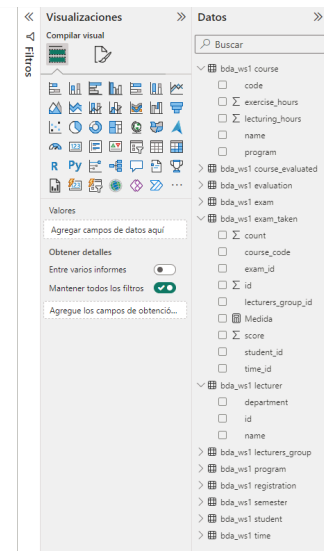 Filtros
Visualizaciones
Compilar visual
123
R Py
Valores
Agregar campos de datos aquí
Obtener detalles
Entre varios informes
Mantener todos los filtros
Agregue los campos de obtenció...
Datos
Buscar
bda_ws1 course
code
∑ exercise_hours
∑ lecturing_hours
name
program
bda_ws1 course_evaluated
bda_ws1 evaluation
bda_ws1 exam
bda_ws1 exam_taken
∑ count
course_code
exam_id
∑ id
lecturers_group_id
Medida
∑ score
student_id
time_id
bda_ws1 lecturer
department
id
name
bda_ws1 lecturers_group
bda_ws1 program
bda_ws1 registration
bda_ws1 semester
bda_ws1 student
bda_ws1 time